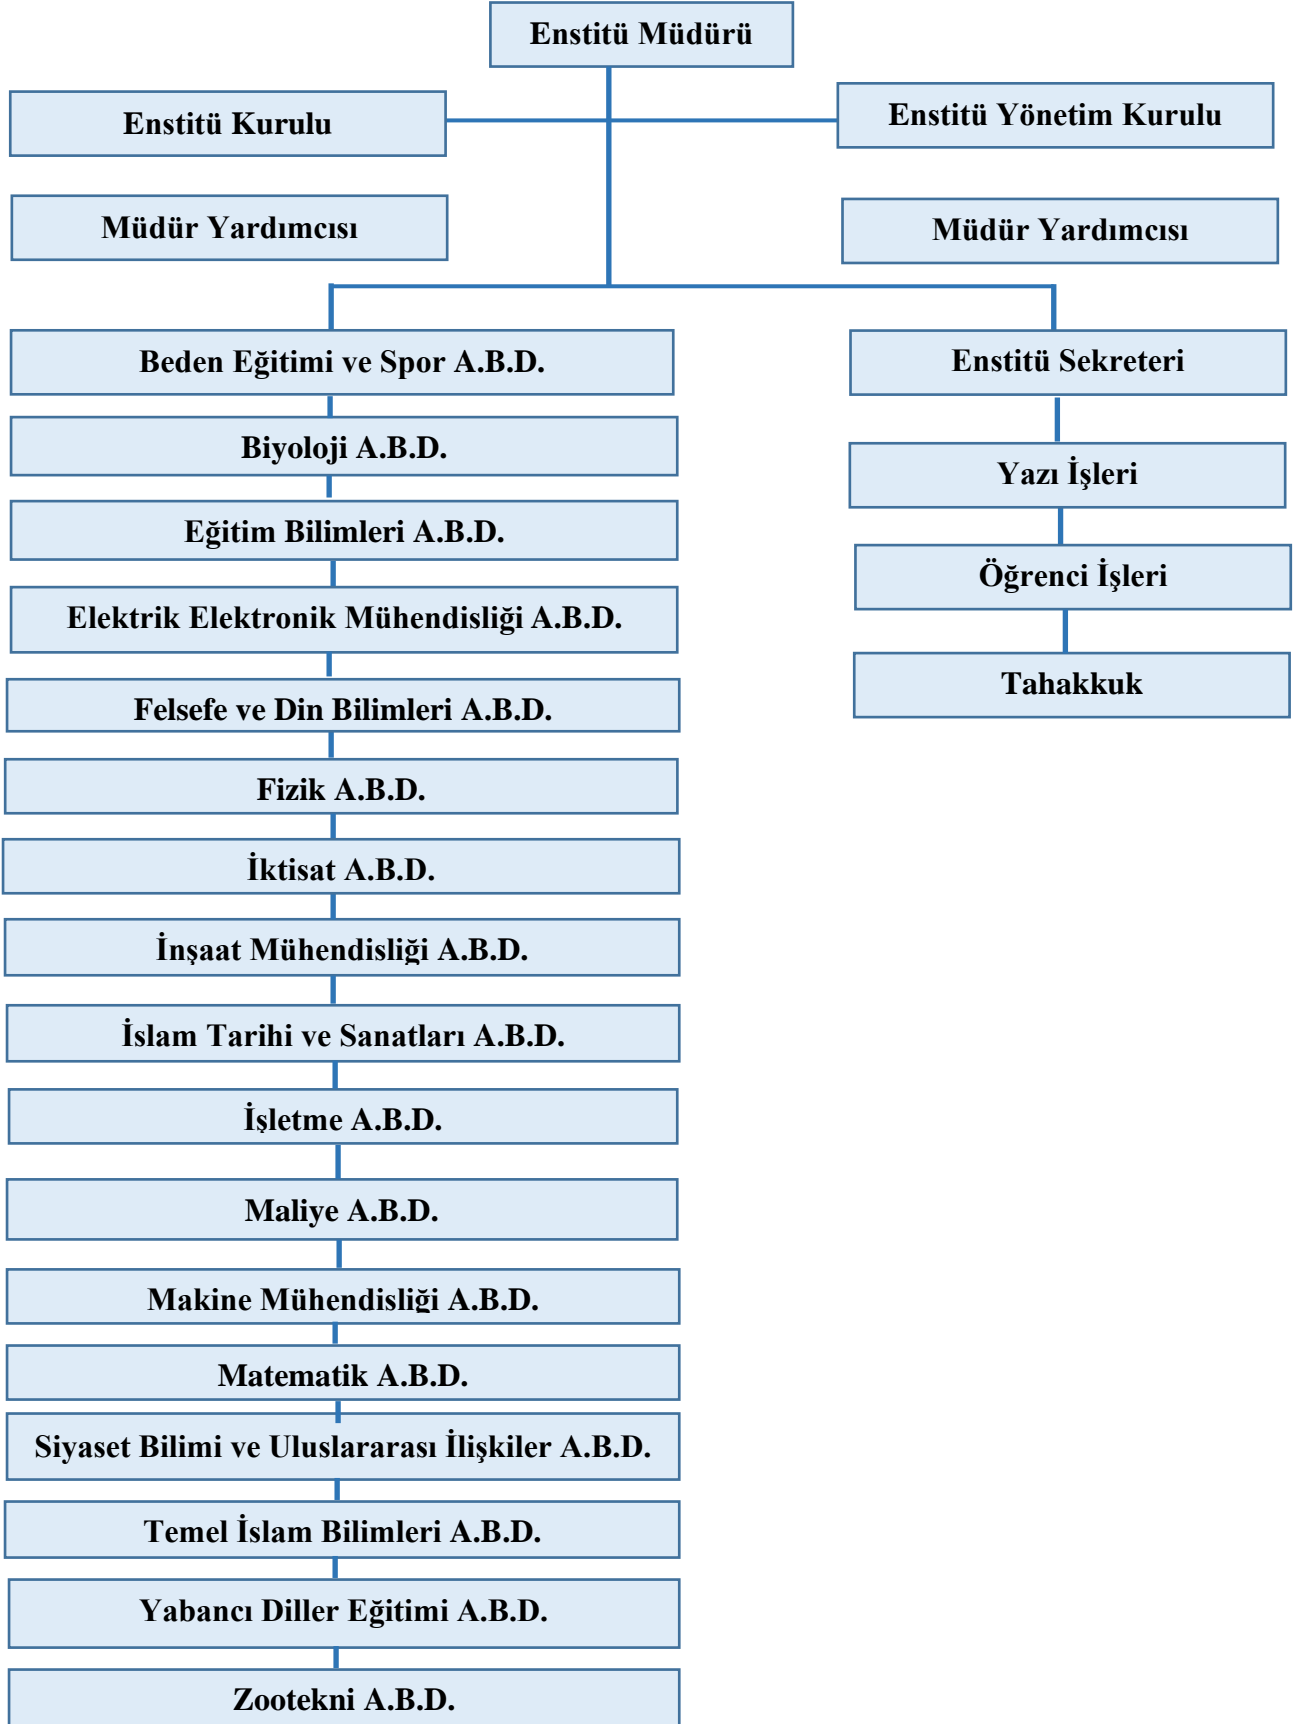 Enstitü Müdürü
Enstitü Kurulu
Enstitü Yönetim Kurulu
Müdür Yardımcısı
Müdür Yardımcısı
Beden Eğitimi ve Spor A.B.D.
Biyoloji A.B.D.
Eğitim Bilimleri A.B.D.
Elektrik Elektronik Mühendisliği A.B.D.
Felsefe ve Din Bilimleri A.B.D.
Fizik A.B.D.
İktisat A.B.D.
İnşaat Mühendisliği A.B.D.
İslam Tarihi ve Sanatları A.B.D.
İşletme A.B.D.
Maliye A.B.D.
Makine Mühendisliği A.B.D.
Matematik A.B.D.
Siyaset Bilimi ve Uluslararası İlişkiler A.B.D.
Temel İslam Bilimleri A.B.D.
Yabancı Diller Eğitimi A.B.D.
Zootekni A.B.D.
Enstitü Sekreteri
Yazı İşleri
Öğrenci İşleri
Tahakkuk